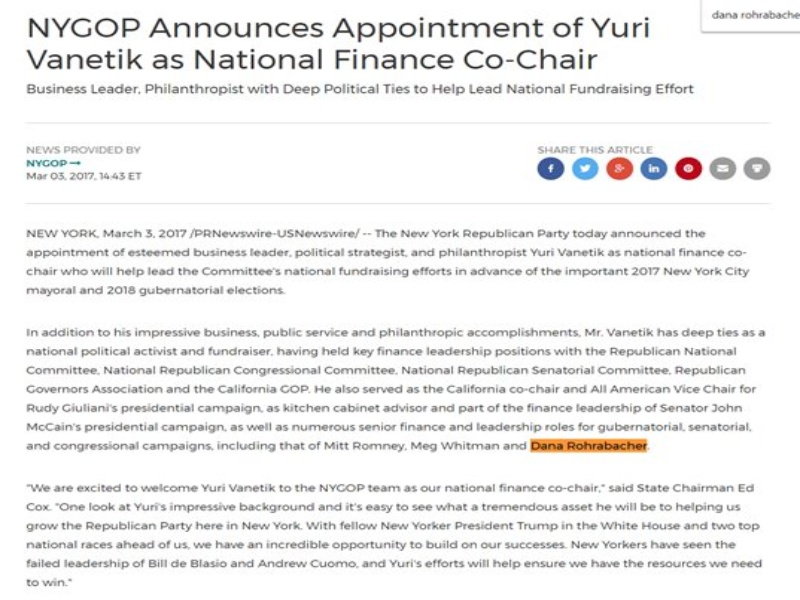 dana rohrabache
NYGOP Announces Appointment of Yuri
Vanetik as National Finance Co-Chair
Business Leader, Philanthropist with Deep Political Ties to Help Lead National Fundraising Effort
NEWS PROVIDED BY
NYGOP →
Mar 03, 2017, 14:43 ET
SHARE THIS ARTICLE
NEW YORK, March 3, 2017 /PRNewswire-USNewswire/ -- The New York Republican Party today announced the
appointment of esteemed business leader, political strategist, and philanthropist Yuri Vanetik as national finance co-
chair who will help lead the Committee's national fundraising efforts in advance of the important 2017 New York City
mayoral and 2018 gubernatorial elections.
In addition to his impressive business, public service and philanthropic accomplishments, Mr. Vanetik has deep ties as a
national political activist and fundraiser, having held key finance leadership positions with the Republican National
Committee, National Republican Congressional Committee, National Republican Senatorial Committee, Republican
Governors Association and the California GOP. He also served as the California co-chair and All American Vice Chair for
Rudy Giuliani's presidential campaign, as kitchen cabinet advisor and part of the finance leadership of Senator John
McCain's presidential campaign, as well as numerous senior finance and leadership roles for gubernatorial, senatorial,
and congressional campaigns, including that of Mitt Romney, Meg Whitman and Dana Rohrabacher.
"We are excited to welcome Yuri Vanetik to the NYGOP team as our national finance co-chair," said State Chairman Ed
Cox. "One look at Yuri's impressive background and it's easy to see what a tremendous asset he will be to helping us
grow the Republican Party here in New York. With fellow New Yorker President Trump in the White House and two top
national races ahead of us, we have an incredible opportunity to build on our successes. New Yorkers have seen the
failed leadership of Bill de Blasio and Andrew Cuomo, and Yuri's efforts will help ensure we have the resources we need
to win."